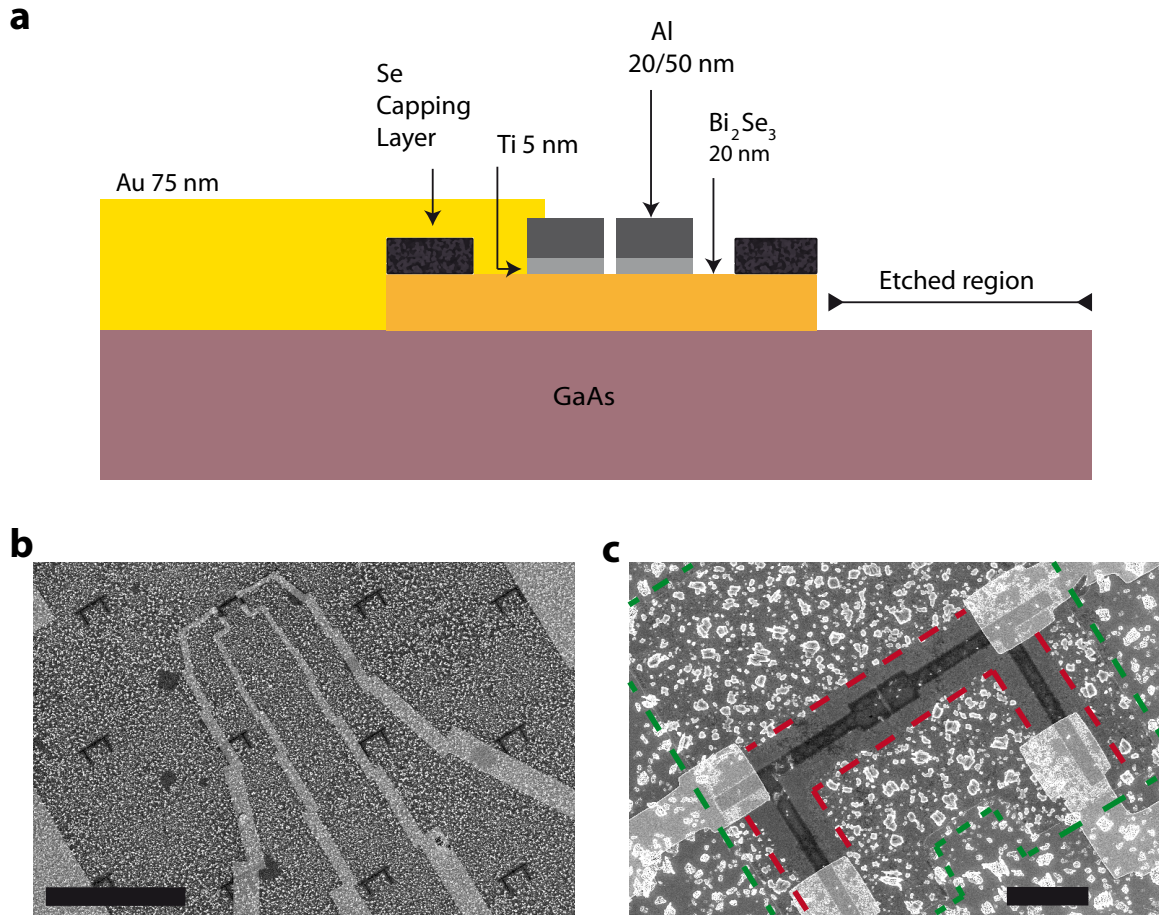 a
Al
20/50 nm
Se
Capping
Layer
Ti 5 nm
Bi₂Se₃
20 nm
Au 75 nm
Etched region
GaAs
b
c